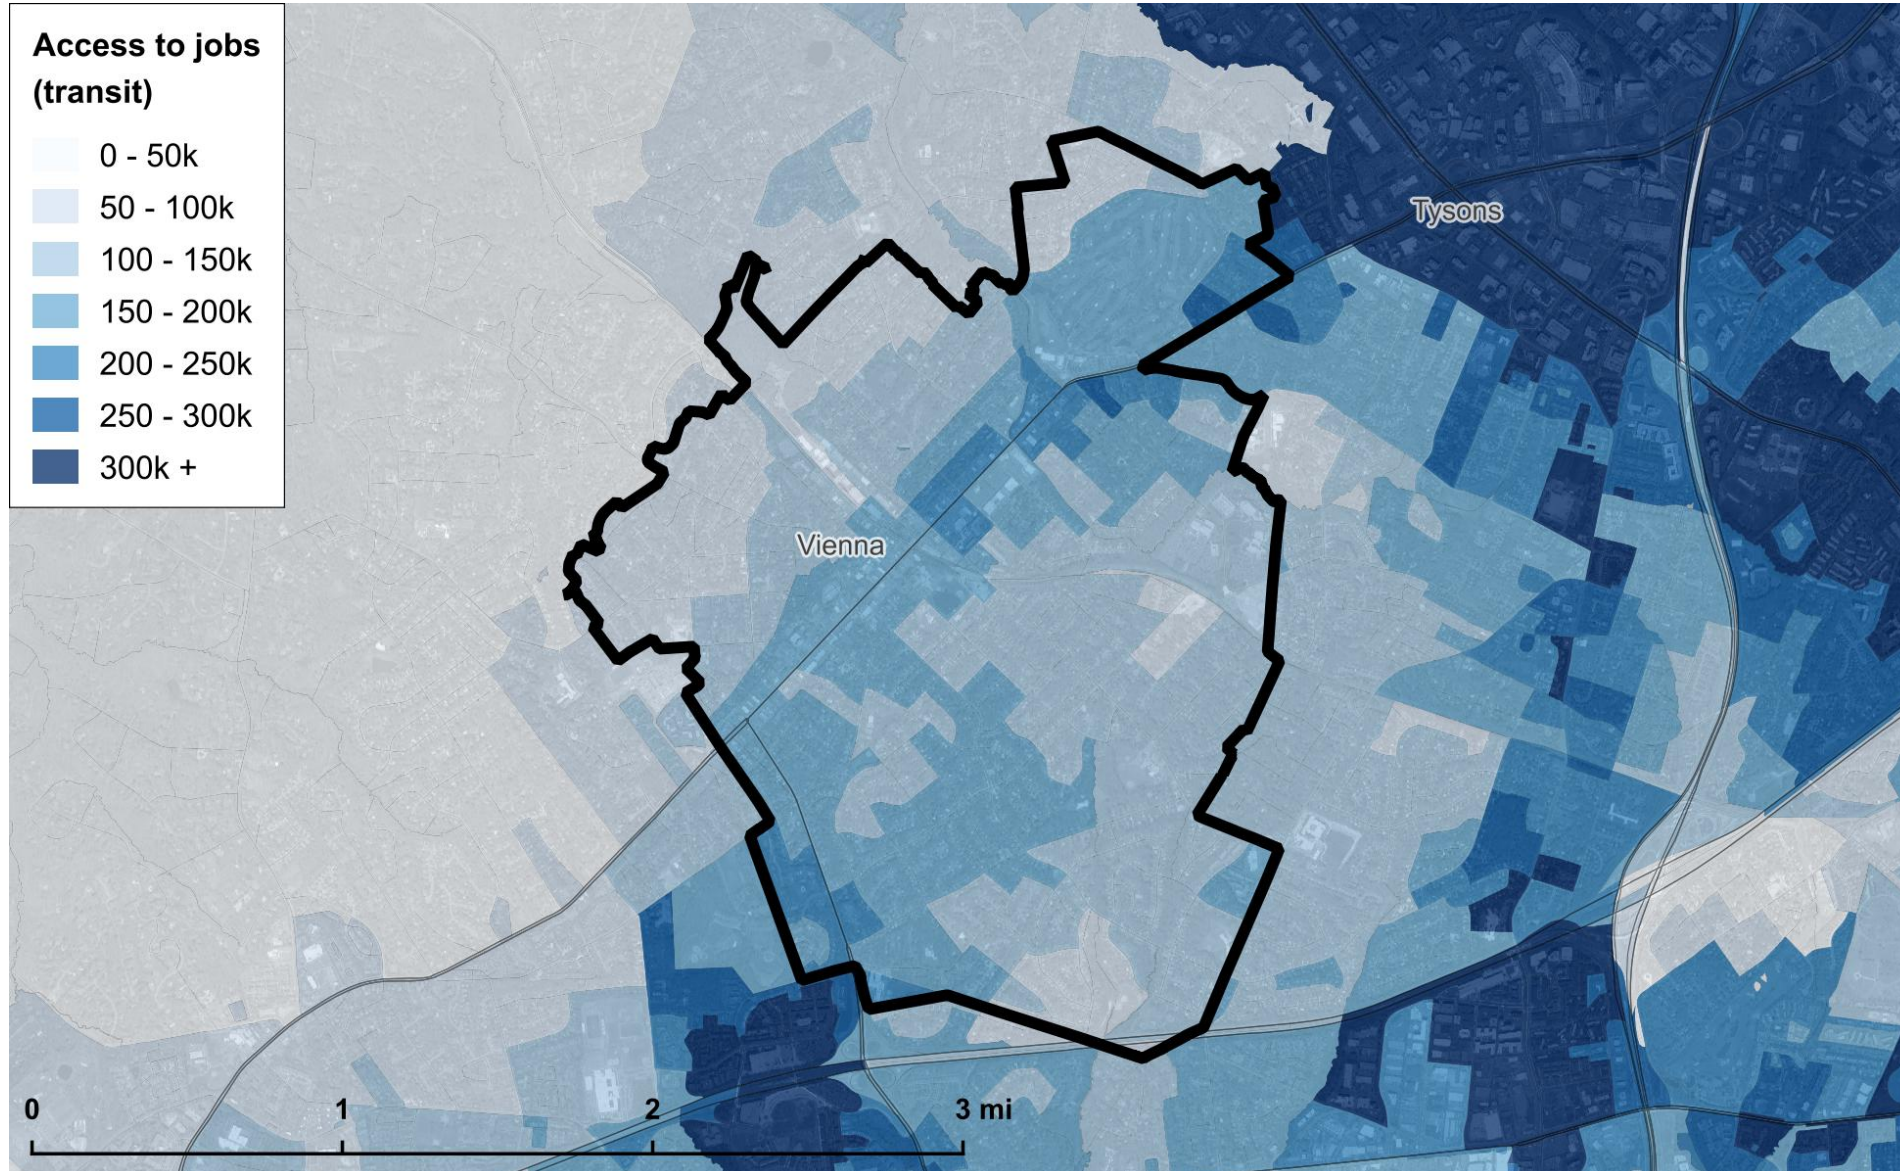 Access to jobs
(transit)
0 - 50k
50 - 100k
100 - 150k
150 - 200k
200 - 250k
250 - 300k
300k +
Tysons
Vienna
0 1 2 3 mi